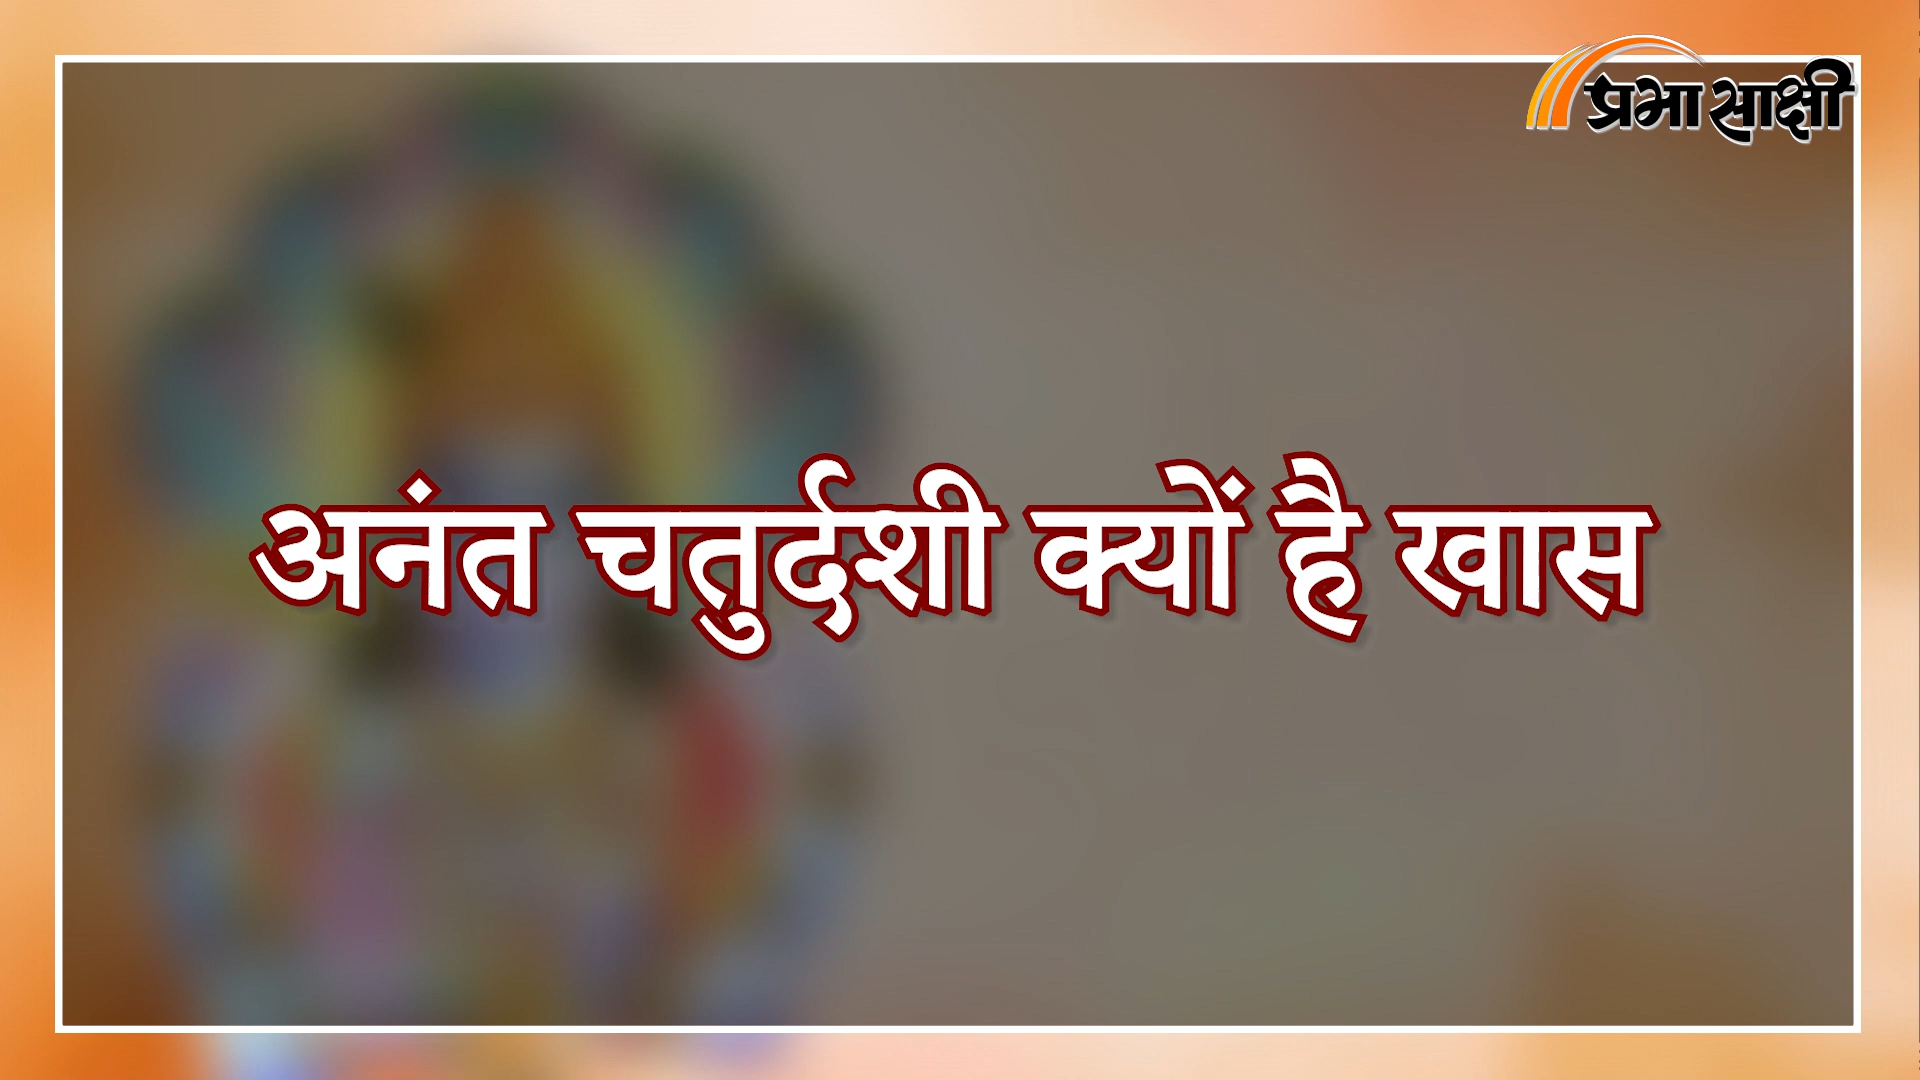 प्रभा साक्षी
अनंत चतुर्दशी क्यों है खास